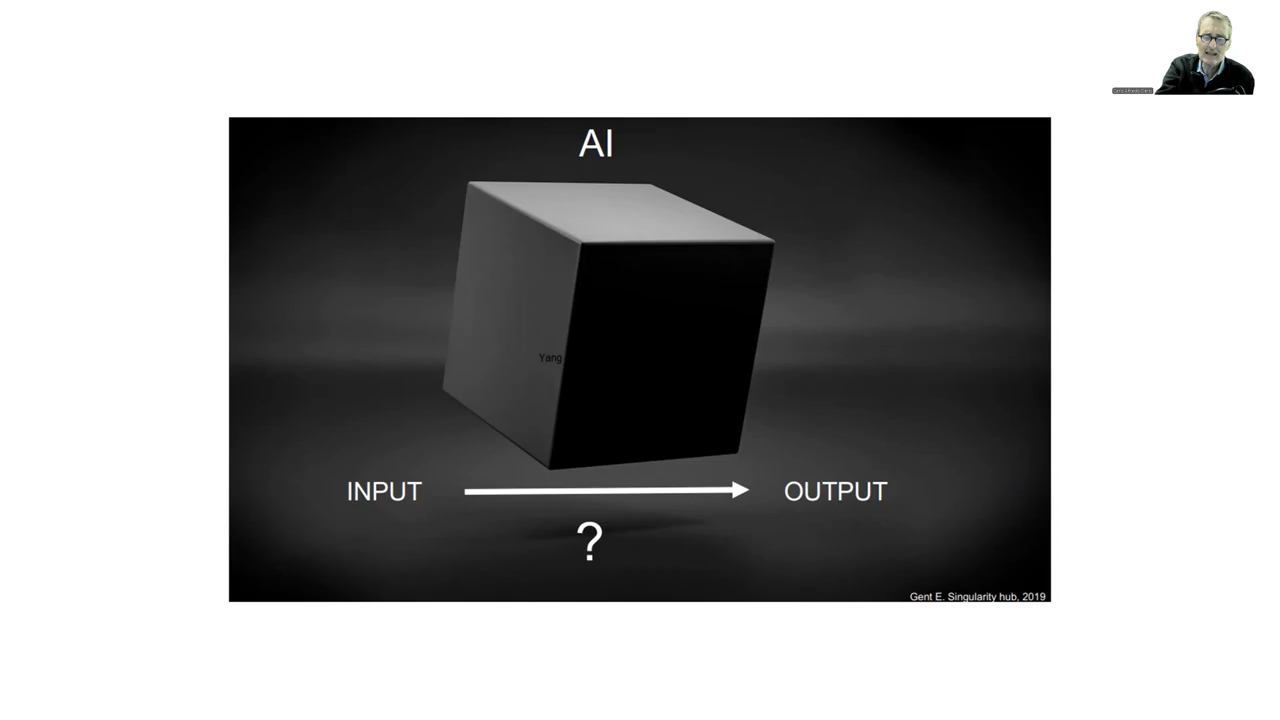 AI
Yang
INPUT
OUTPUT
?
Gent E. Singularity hub, 2019